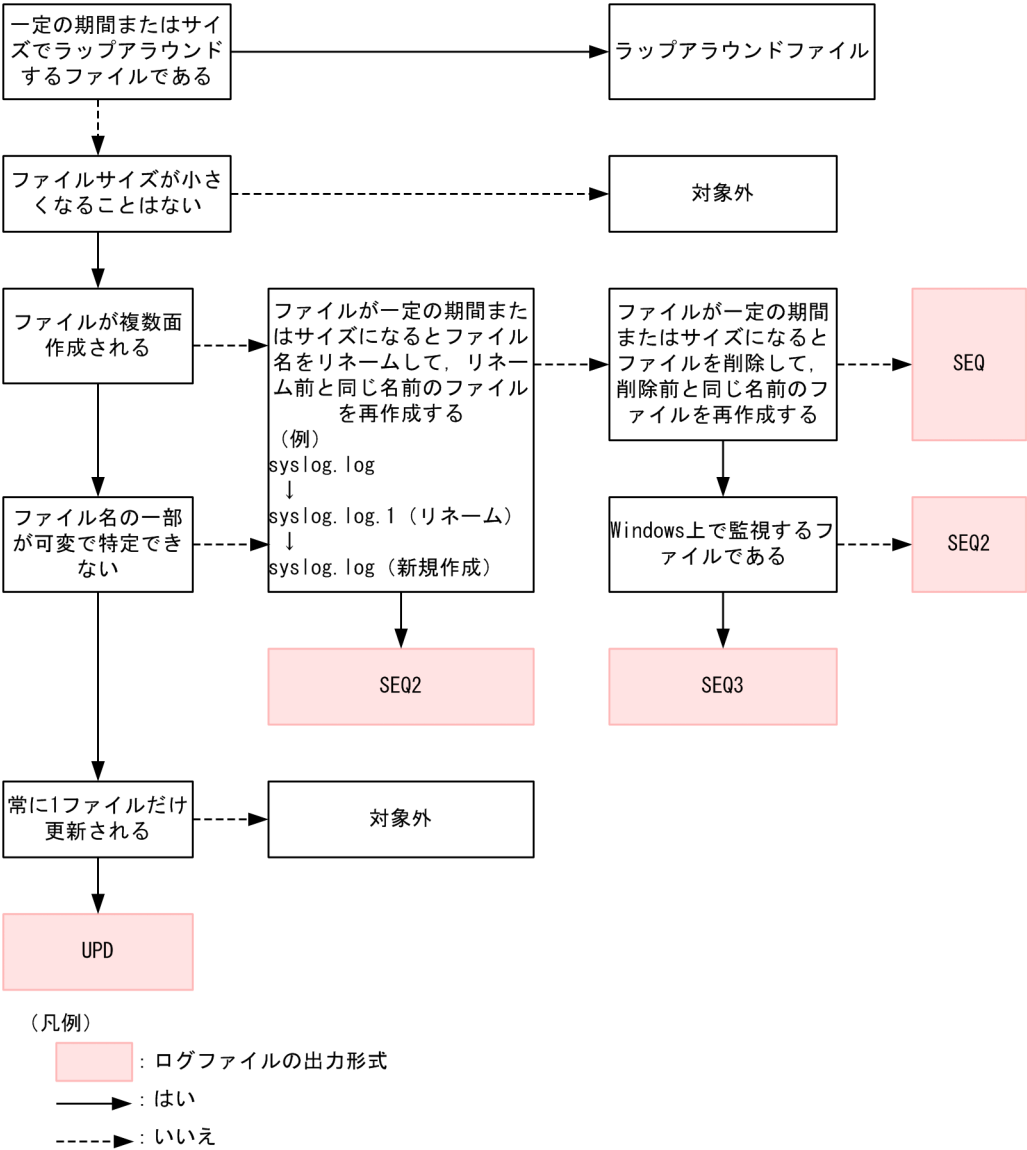 一定の期間またはサイ
ズでラップアラウンド
するファイルである
ラップアラウンドファイル
ファイルサイズが小さ
くなることはない
対象外
ファイルが複数面
作成される
ファイルが一定の期間また
はサイズになるとファイル
名をリネームして，リネー
ム前と同じ名前のファイル
を再作成する
（例）
syslog.log
↓
syslog.log.1（リネーム）
↓
syslog.log（新規作成）
ファイルが一定の期間
またはサイズになると
ファイルを削除して，
削除前と同じ名前のフ
ァイルを再作成する
SEQ
ファイル名の一部
が可変で特定でき
ない
Windows上で監視するフ
ァイルである
SEQ2
SEQ2
SEQ3
常に1ファイルだけ
更新される
対象外
UPD
（凡例）
：ログファイルの出力形式
：はい
：いいえ